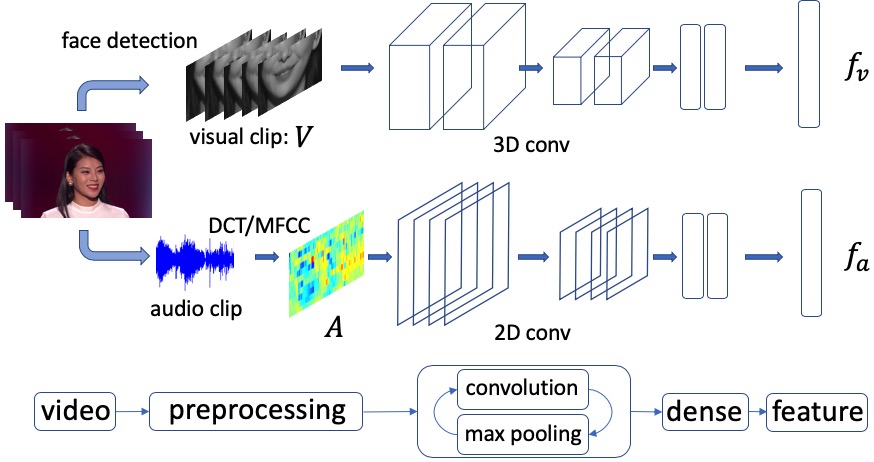 face detection
visual clip: V
3D conv
f_v
DCT/MFCC
audio clip
A
2D conv
f_a
video
preprocessing
convolution
max pooling
dense
feature